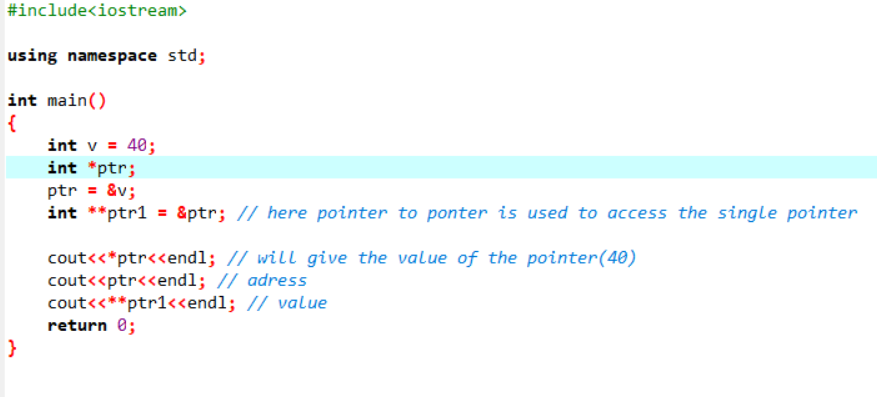 #include<iostream>
using namespace std;
int main()
{
int v = 40;
int *ptr;
ptr = &v;
int **ptr1 = &ptr; // here pointer to ponter is used to access the single pointer
cout<<*ptr<<endl; // will give the value of the pointer(40)
cout<<ptr<<endl; // adress
cout<<**ptr1<<endl; // value
return 0;
}